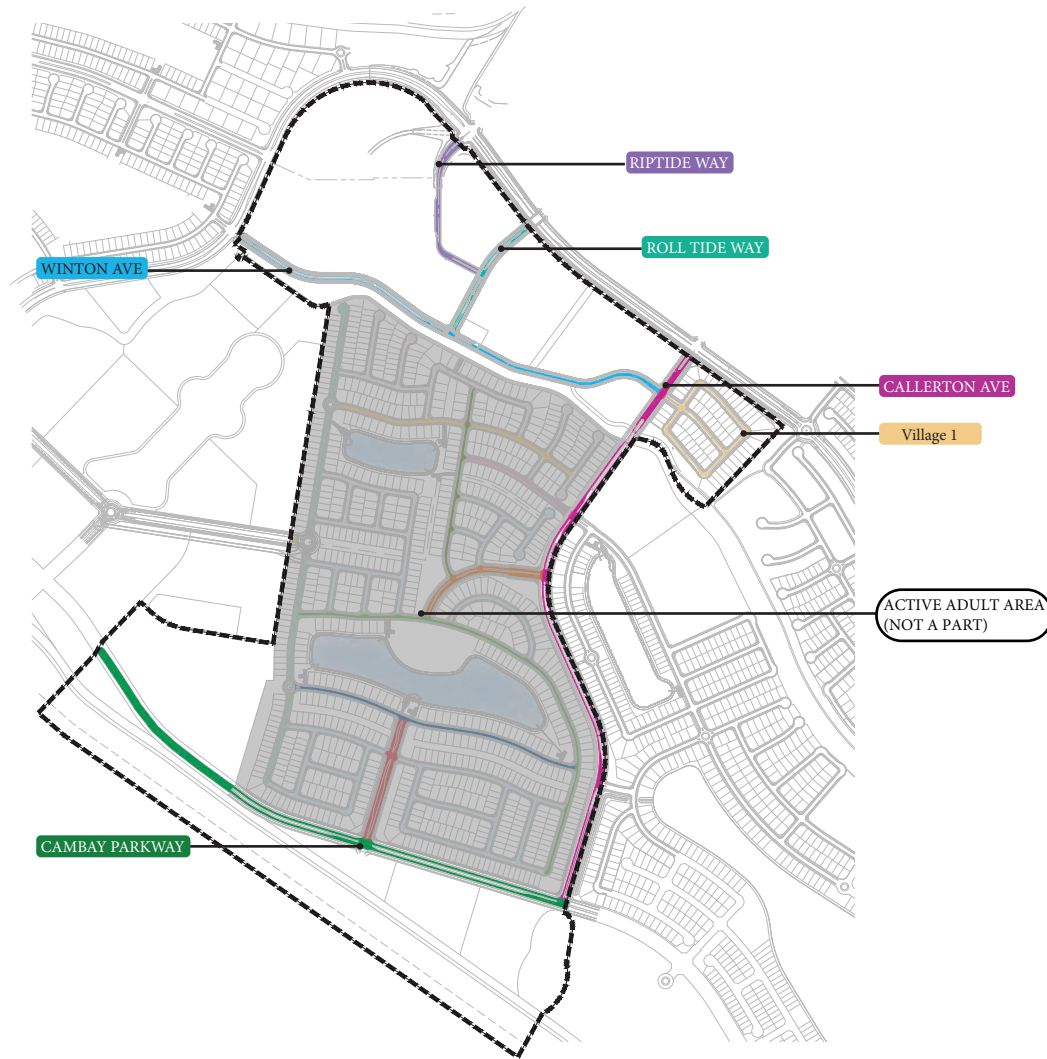 RIPTIDE WAY
ROLL TIDE WAY
WINTON AVE
CALLERTON AVE
Village 1
ACTIVE ADULT AREA
(NOT A PART)
CAMBAY PARKWAY